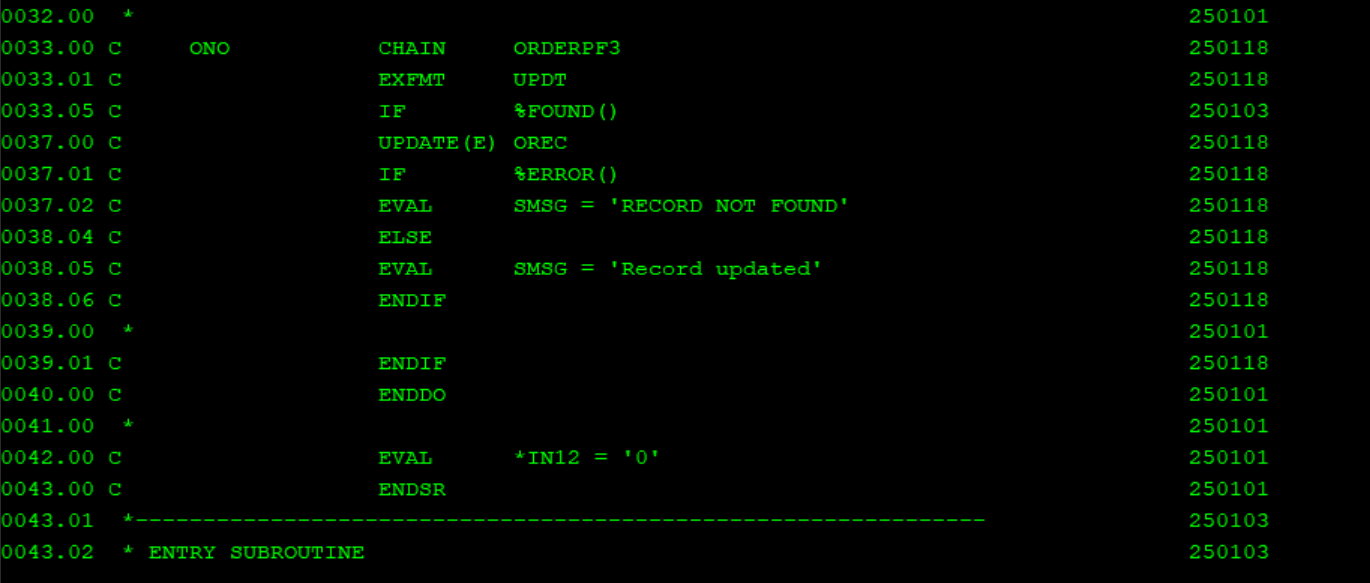 0032.00  *                                                                              250101
0033.00 C     ONO           CHAIN     ORDERPF3                                          250118
0033.01 C                   EXFMT     UPDT                                              250118
0033.05 C                   IF        %FOUND()                                          250103
0037.00 C                   UPDATE(E) OREC                                              250118
0037.01 C                   IF        %ERROR()                                          250118
0037.02 C                   EVAL      SMSG = 'RECORD NOT FOUND'                         250118
0038.04 C                   ELSE                                                        250118
0038.05 C                   EVAL      SMSG = 'Record updated'                           250118
0038.06 C                   ENDIF                                                       250118
0039.00  *                                                                              250101
0039.01 C                   ENDIF                                                       250118
0040.00 C                   ENDDO                                                       250101
0041.00  *                                                                              250101
0042.00 C                   EVAL      *IN12 = '0'                                       250101
0043.00 C                   ENDSR                                                       250101
0043.01  *---------------------------------------------------------------               250103
0043.02  * ENTRY SUBROUTINE                                                             250103